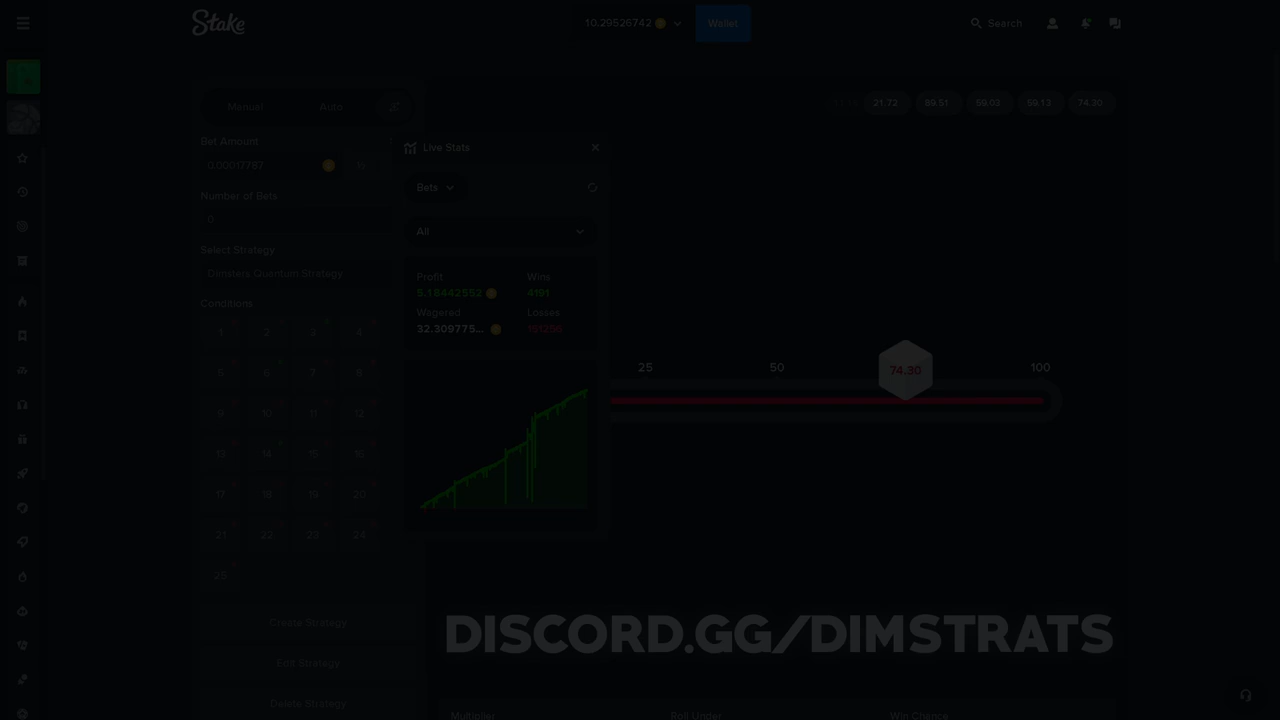 Stake
10.29526742
Wallet
Search
Manual
Auto
21.72
89.51
59.03
59.13
74.30
Bet Amount
0.00017787
Number of Bets
0
Select Strategy
Dimsteis Quantum Strategy
Conditions
1
2
3
4
5
6
7
8
9
10
11
12
13
14
15
16
17
18
19
20
21
22
23
24
25
Create Strategy
Edit Strategy
Delete Strategy
Live Stats
Bets
All
Profit
Wins
5.18442552
4191
Wagered
Losses
32.309775...
25
50
74.30
100
DISCORD.GG/DIMSTRATS
Multiplier
Roll Under
Win Chance